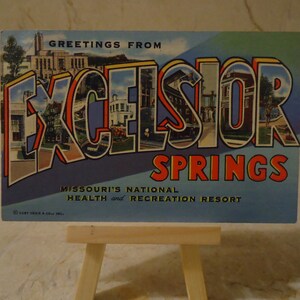 GREETINGS FROM
EXCELSIOR
SPRINGS
MISSOURI'S NATIONAL
HEALTH and RECREATION RESORT